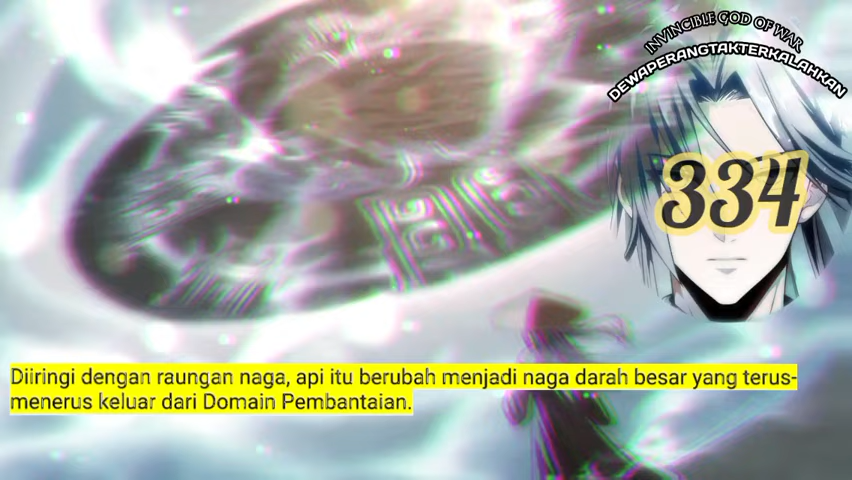 INVINCIBLE GOD OF WAR
DEWAPERANGTAKTERKALAHKAN
334
Diiringi dengan raungan naga, api itu berubah menjadi naga darah besar yang terus-
menerus keluar dari Domain Pembantaian.